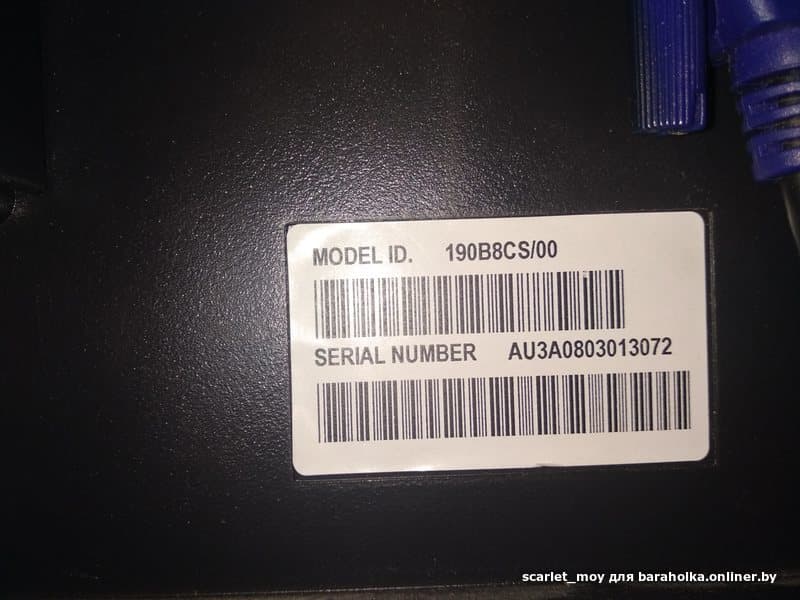 MODEL ID. 190B8CS/00
SERIAL NUMBER AU3A0803013072
scarlet_moy для baraholka.onliner.by